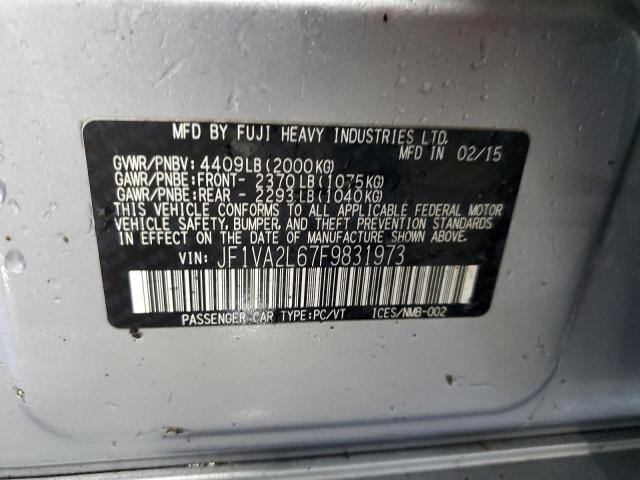 MFD BY FUJI HEAVY INDUSTRIES LTD.
MFD IN 02/15
GVWR/PNBV: 4409LB(2000KG)
GAWR/PNBE:FRONT- 2370LB(1075KG)
GAWR/PNBE:REAR - 2293LB(1040KG)
THIS VEHICLE CONFORMS TO ALL APPLICABLE FEDERAL MOTOR
VEHICLE SAFETY, BUMPER, AND THEFT PREVENTION STANDARDS
IN EFFECT ON THE DATE OF MANUFACTURE SHOWN ABOVE.
VIN: JF1VA2L67F9831973
PASSENGER CAR TYPE:PC/VT ICES/NMB-002